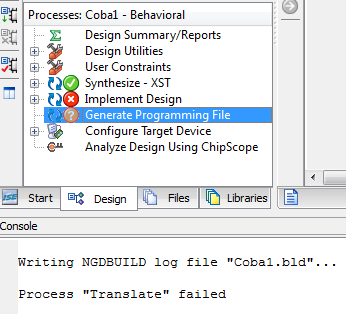 Processes: Coba1 - Behavioral
Design Summary/Reports
Design Utilities
User Constraints
Synthesize - XST
Implement Design
Generate Programming File
Configure Target Device
Analyze Design Using ChipScope
ISE Start Design Files Libraries
Console
Writing NGDBUILD log file "Coba1.bld"...
Process "Translate" failed